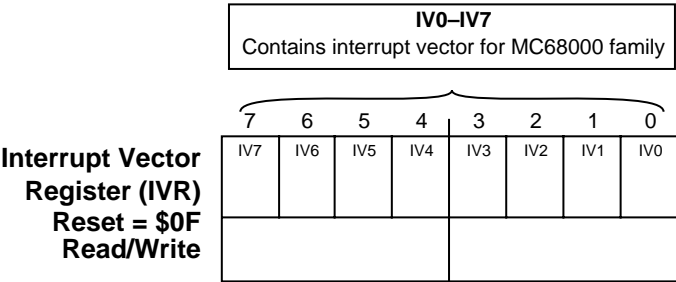 IV0–IV7
Contains interrupt vector for MC68000 family
7 6 5 4 3 2 1 0
Interrupt Vector
Register (IVR)
Reset = $0F
Read/Write
IV7 IV6 IV5 IV4 IV3 IV2 IV1 IV0